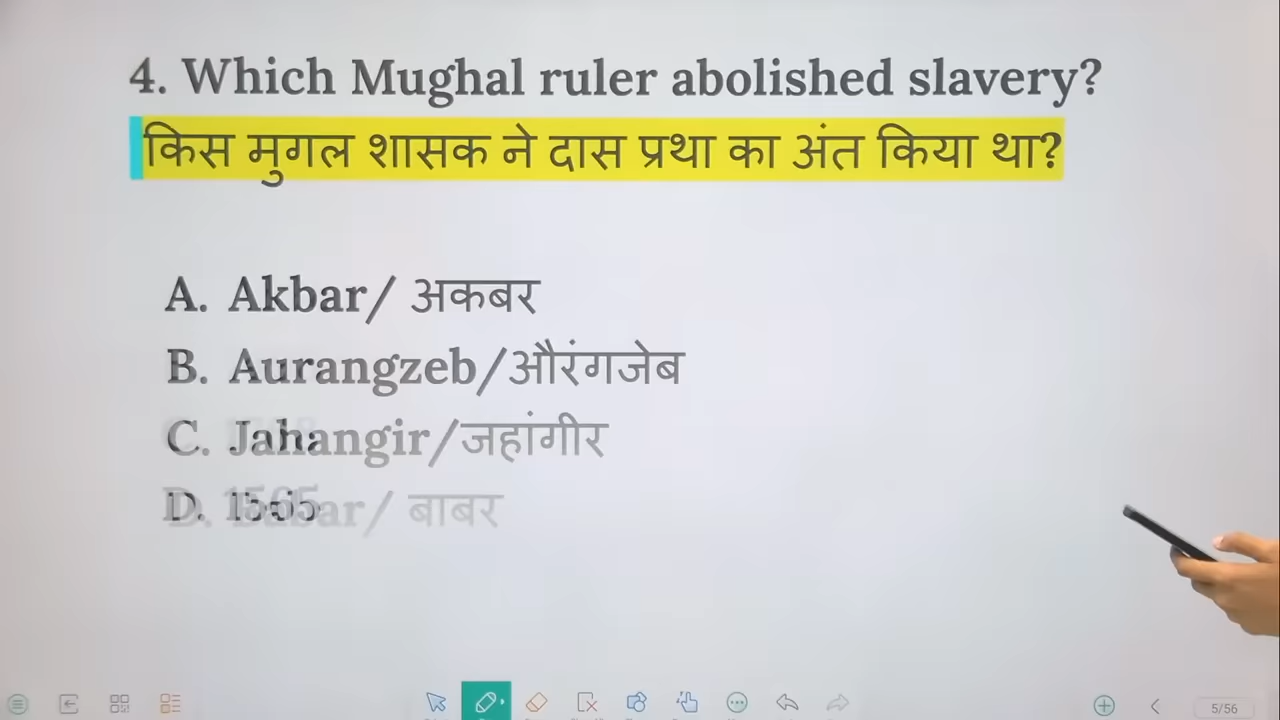 4. Which Mughal ruler abolished slavery?
किस मुगल शासक ने दास प्रथा का अंत किया था?
A. Akbar/ अकबर
B. Aurangzeb/औरंगजेब
C. Jahangir/जहांगीर
D. Babar/ बाबर
5/56